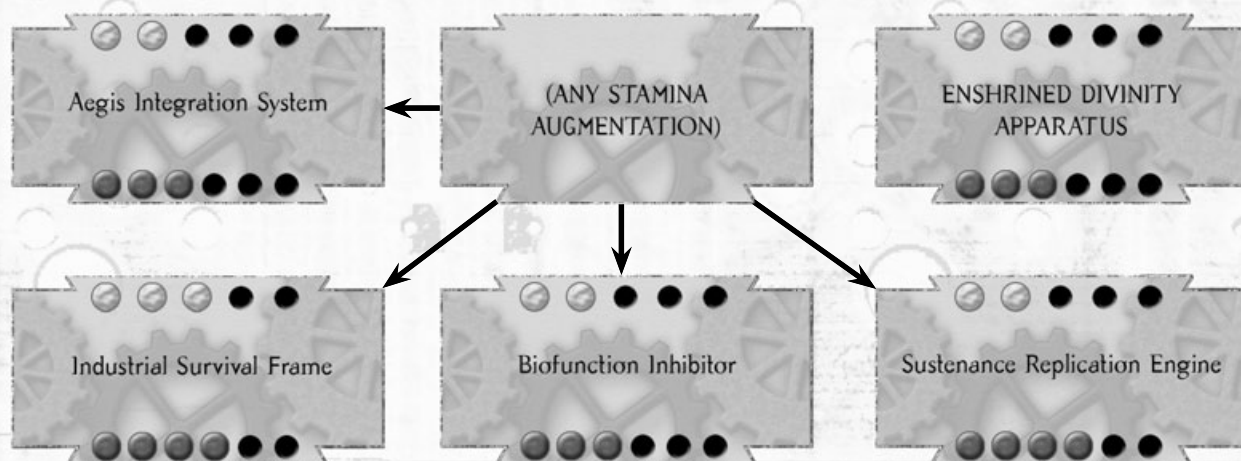 Aegis Integration System
(ANY STAMINA
AUGMENTATION)
ENSHRINED DIVINITY
APPARATUS
Industrial Survival Frame
Biofunction Inhibitor
Sustenance Replication Engine